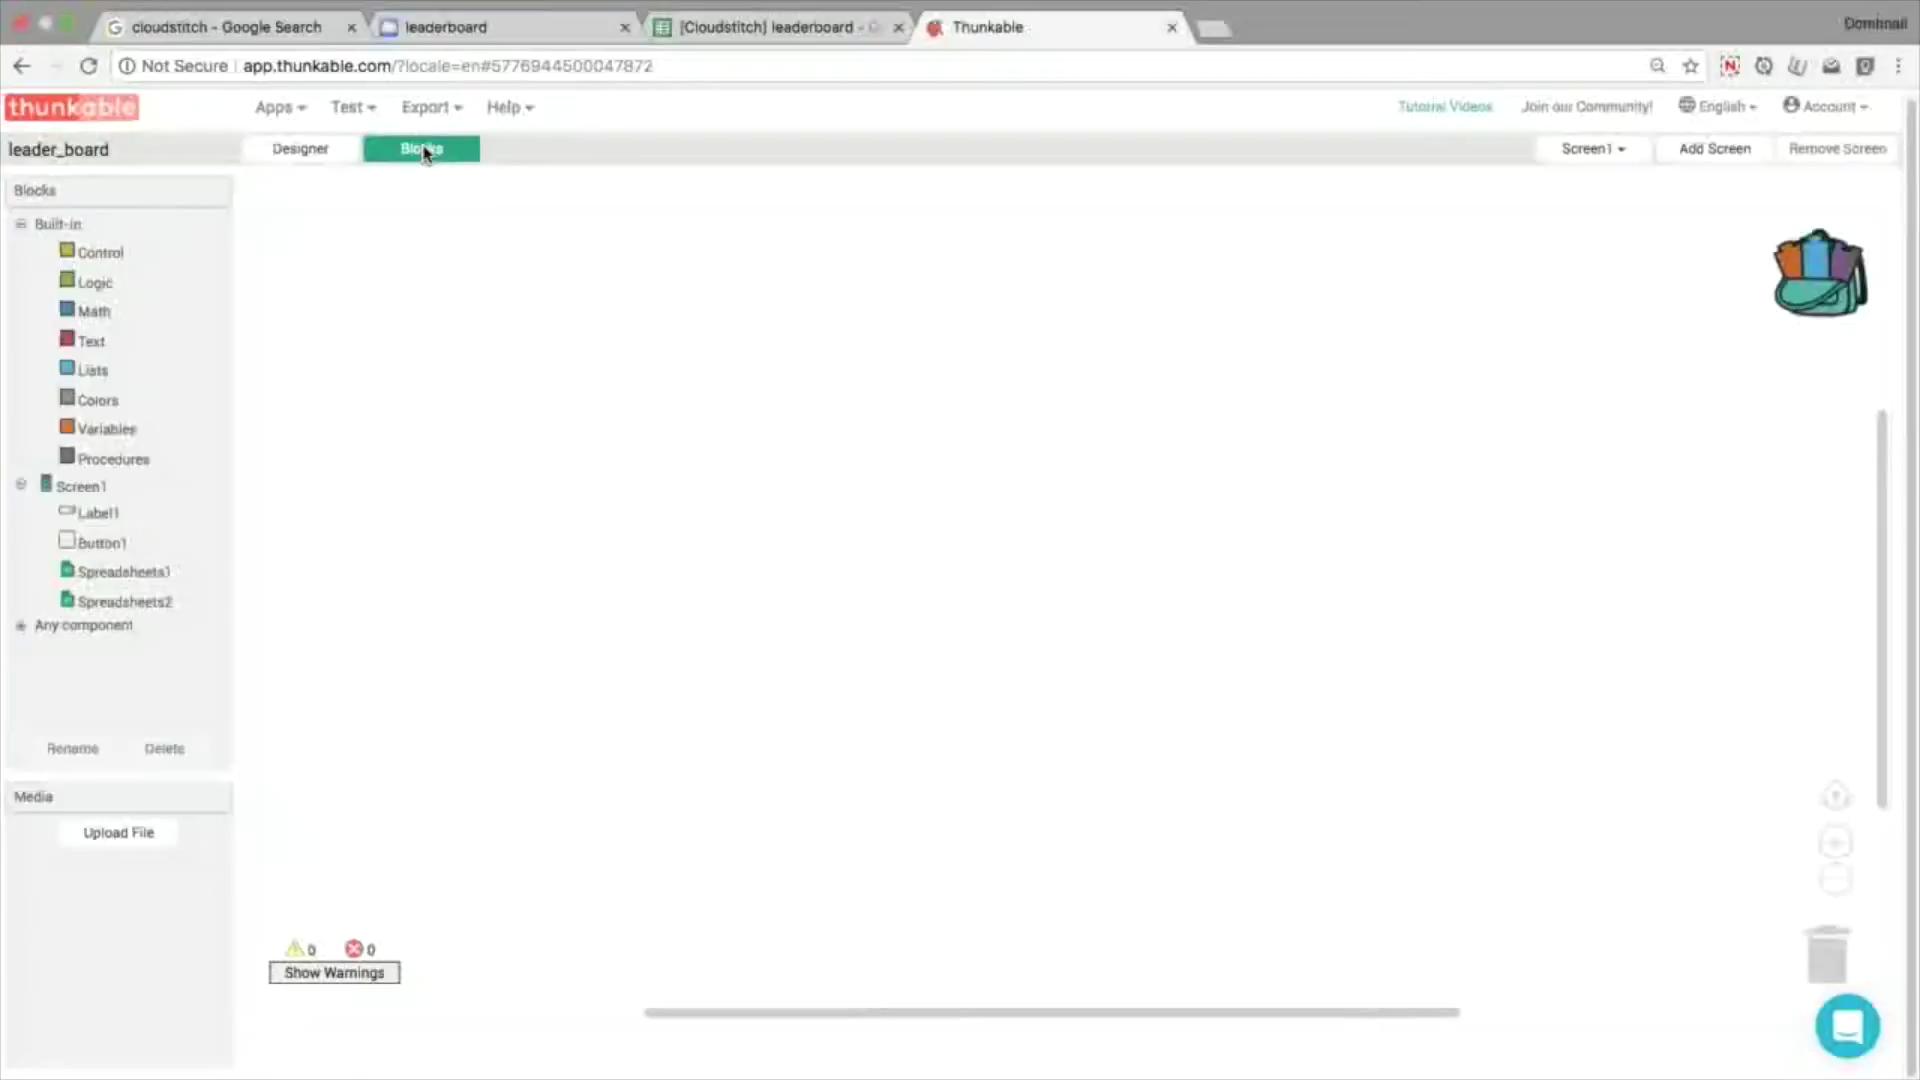 cloudstitch - Google Search
leaderboard
[Cloudstitch] leaderboard -
Thunkable
Domhnall
Not Secure app.thunkable.com/?locale=en#5776944500047872
thunkable
Apps Test Export Help
Tutorial Videos Join our Community! English Account
leader_board
Designer Blocks
Screen1 Add Screen Remove Screen
Blocks
Built-in
Control
Logic
Math
Text
Lists
Colors
Variables
Procedures
Screen1
Label1
Button1
Spreadsheets1
Spreadsheets2
Any component
Rename Delete
Media
Upload File
0 0
Show Warnings